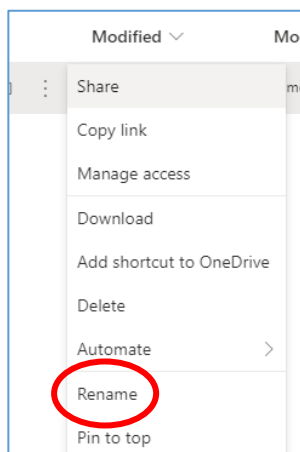 Modified
Share
Copy link
Manage access
Download
Add shortcut to OneDrive
Delete
Automate
Rename
Pin to top